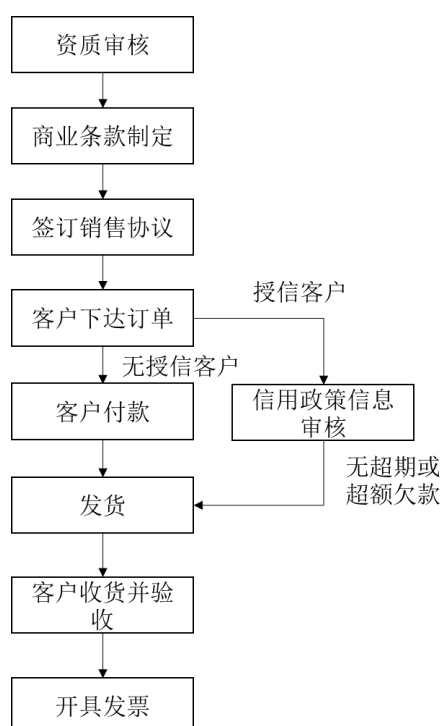 资质审核
商业条款制定
签订销售协议
授信客户
客户下达订单
无授信客户
信用政策信息
审核
客户付款
无超期或
超额欠款
发货
客户收货并验
收
开具发票